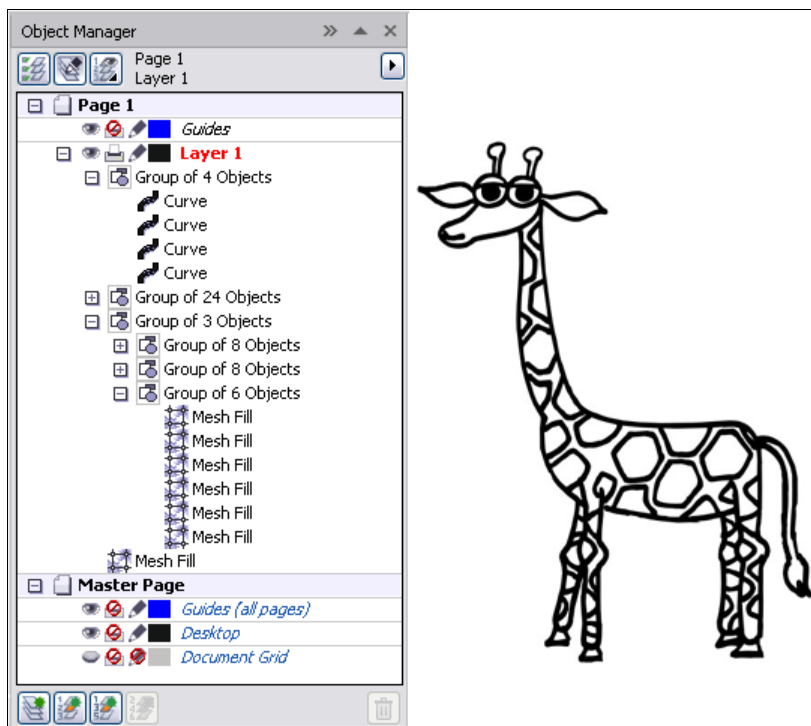 Object Manager
Page 1
Layer 1
Page 1
Guides
Layer 1
Group of 4 Objects
Curve
Curve
Curve
Curve
Group of 24 Objects
Group of 3 Objects
Group of 8 Objects
Group of 8 Objects
Group of 6 Objects
Mesh Fill
Mesh Fill
Mesh Fill
Mesh Fill
Mesh Fill
Mesh Fill
Mesh Fill
Master Page
Guides (all pages)
Desktop
Document Grid